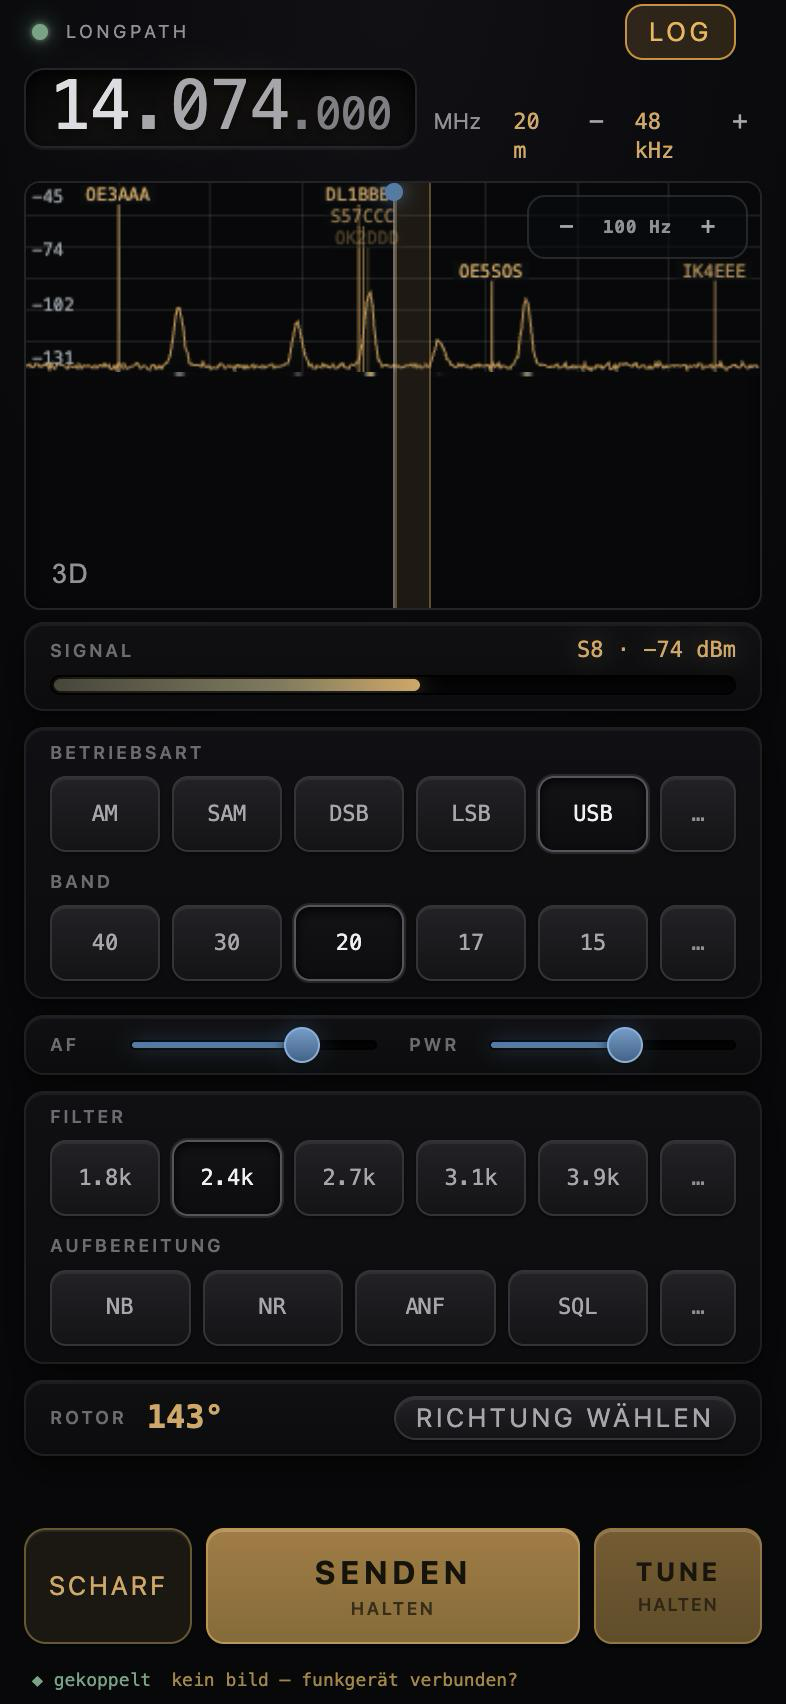 LONGPATH
LOG
14.074.000 MHz 20 m − 48 kHz +
−45 OE3AAA DL1BBB
S57CCC − 100 Hz +
OK2DDD
−74
OE5SOS IK4EEE
−102
−131
3D
SIGNAL S8 · −74 dBm
BETRIEBSART
AM SAM DSB LSB USB …
BAND
40 30 20 17 15 …
AF PWR
FILTER
1.8k 2.4k 2.7k 3.1k 3.9k …
AUFBEREITUNG
NB NR ANF SQL …
ROTOR 143° RICHTUNG WÄHLEN
SCHARF SENDEN TUNE
HALTEN HALTEN
◆ gekoppelt kein bild — funkgerät verbunden?